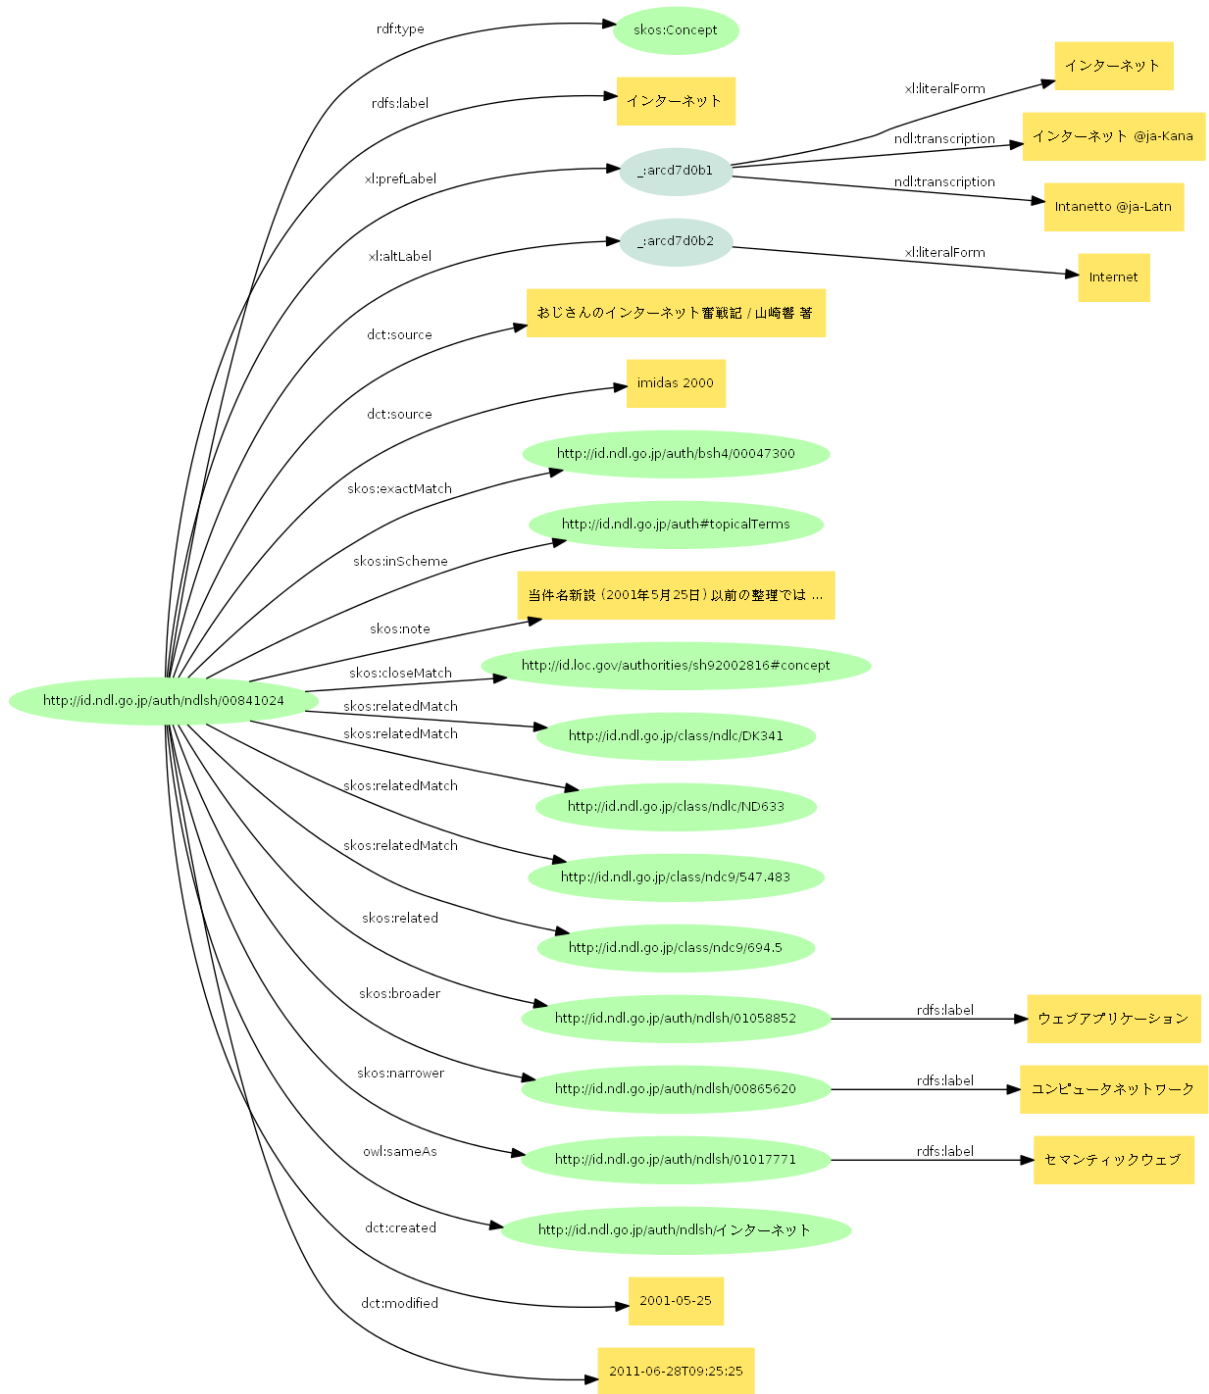 rdf:type
skos:Concept
rdfs:label
インターネット
xl:prefLabel
_:arcd7d0b1
xl:literalForm
インターネット
ndl:transcription
インターネット @ja-Kana
ndl:transcription
Intanetto @ja-Latn
xl:altLabel
_:arcd7d0b2
xl:literalForm
Internet
dct:source
おじさんのインターネット奮戦記 / 山崎響 著
dct:source
imidas 2000
skos:exactMatch
http://id.ndl.go.jp/auth/bsh4/00047300
skos:inScheme
http://id.ndl.go.jp/auth#topicalTerms
skos:note
当件名新設 (2001年5月25日) 以前の整理では ...
http://id.ndl.go.jp/auth/ndlsh/00841024
skos:closeMatch
http://id.loc.gov/authorities/sh92002816#concept
skos:relatedMatch
http://id.ndl.go.jp/class/ndlc/DK341
skos:relatedMatch
http://id.ndl.go.jp/class/ndlc/ND633
skos:relatedMatch
http://id.ndl.go.jp/class/ndc9/547.483
skos:relatedMatch
http://id.ndl.go.jp/class/ndc9/694.5
skos:related
http://id.ndl.go.jp/auth/ndlsh/01058852
rdfs:label
ウェブアプリケーション
skos:broader
http://id.ndl.go.jp/auth/ndlsh/00865620
rdfs:label
コンピュータネットワーク
skos:narrower
http://id.ndl.go.jp/auth/ndlsh/01017771
rdfs:label
セマンティックウェブ
owl:sameAs
http://id.ndl.go.jp/auth/ndlsh/インターネット
dct:created
2001-05-25
dct:modified
2011-06-28T09:25:25